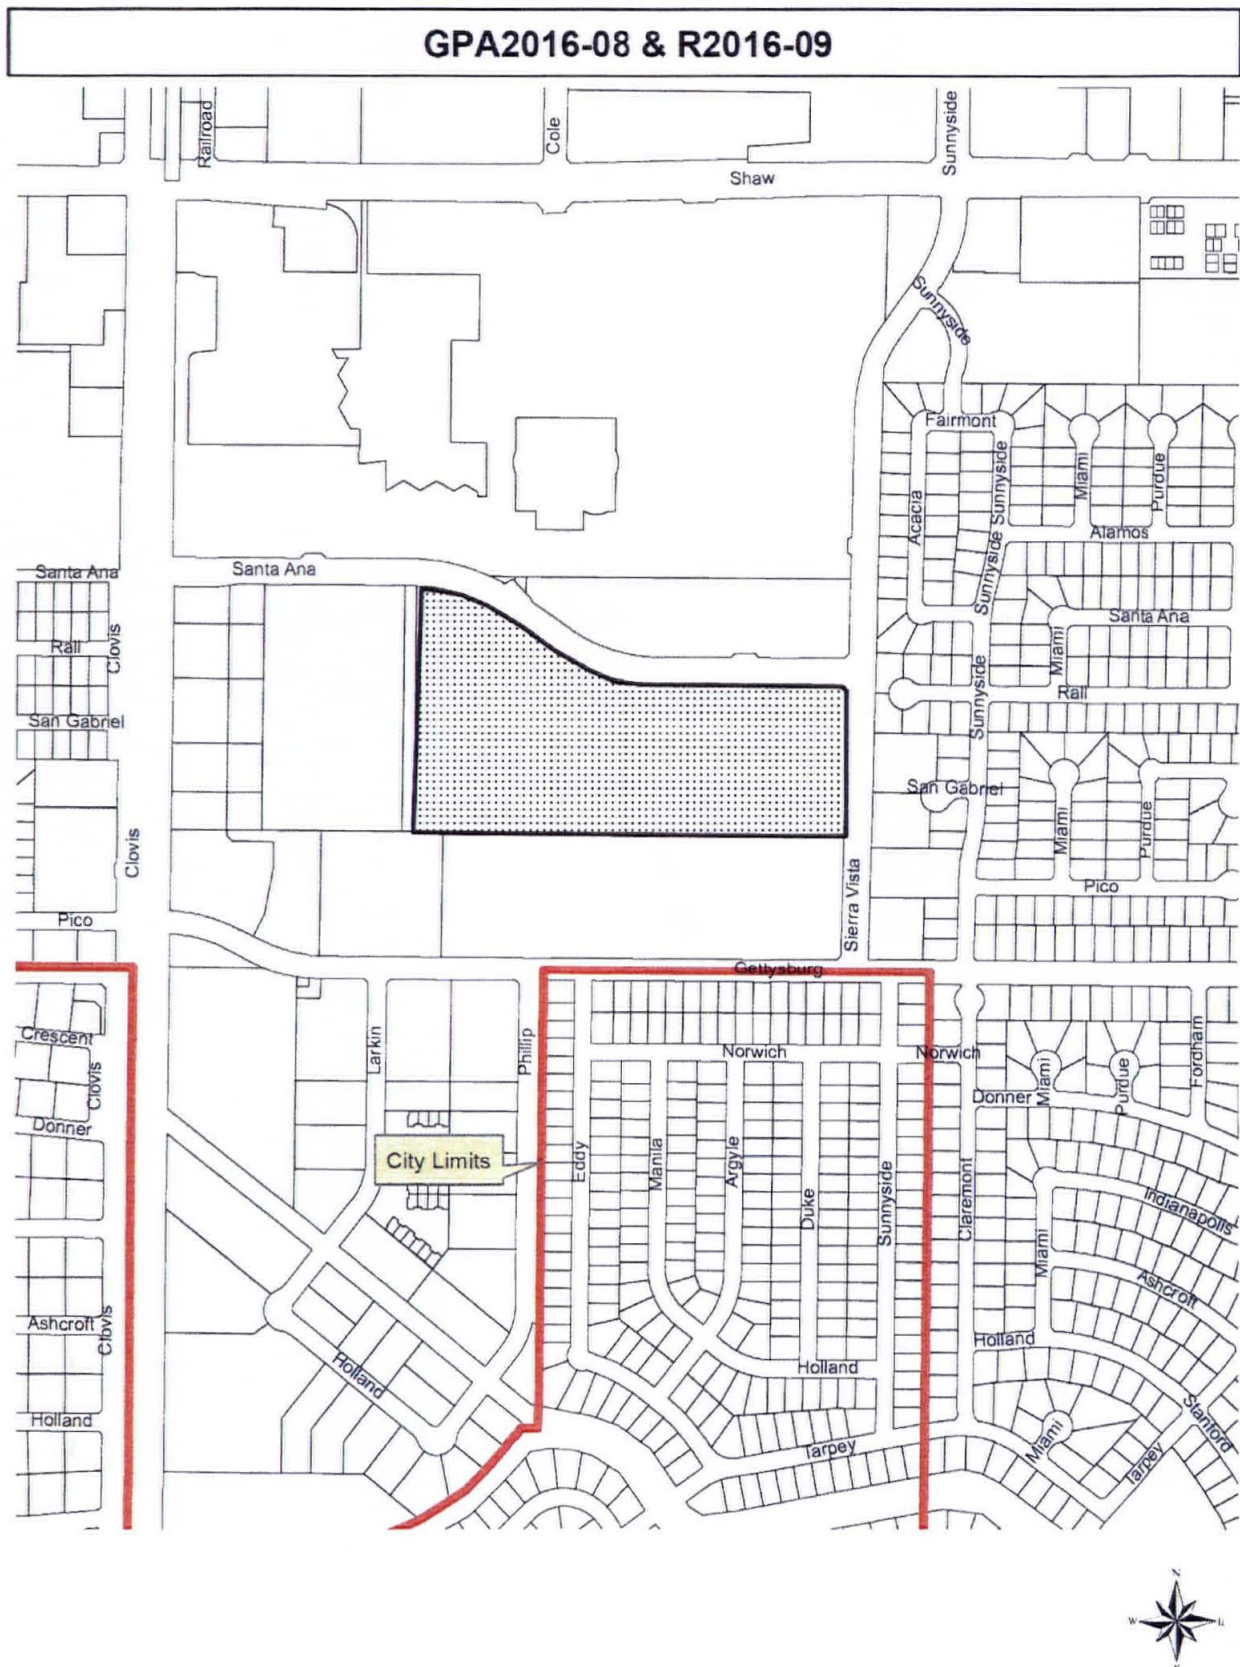 GPA2016-08 & R2016-09
Railroad
Cole
Sunnyside
Shaw
Sunnyside
Fairmont
Miami
Purdue
Acacia
Sunnyside
Alamos
Sunnyside
Santa Ana
Santa Ana
Santa Ana
Rall
Clovis
Miami
Sunnyside
Rall
San Gabriel
San Gabriel
Clovis
Miami
Purdue
Pico
Sierra Vista
Pico
Gettysburg
Crescent
Larkin
Phillip
Norwich
Norwich
Fordham
Clovis
Donner
Miami
Purdue
Donner
City Limits
Eddy
Manila
Argyle
Duke
Sunnyside
Claremont
Indianapolis
Miami
Ashcroft
Ashcroft
Clovis
Holland
Holland
Holland
Holland
Stanford
Tarpey
Miami
Tarpey
N
W
E